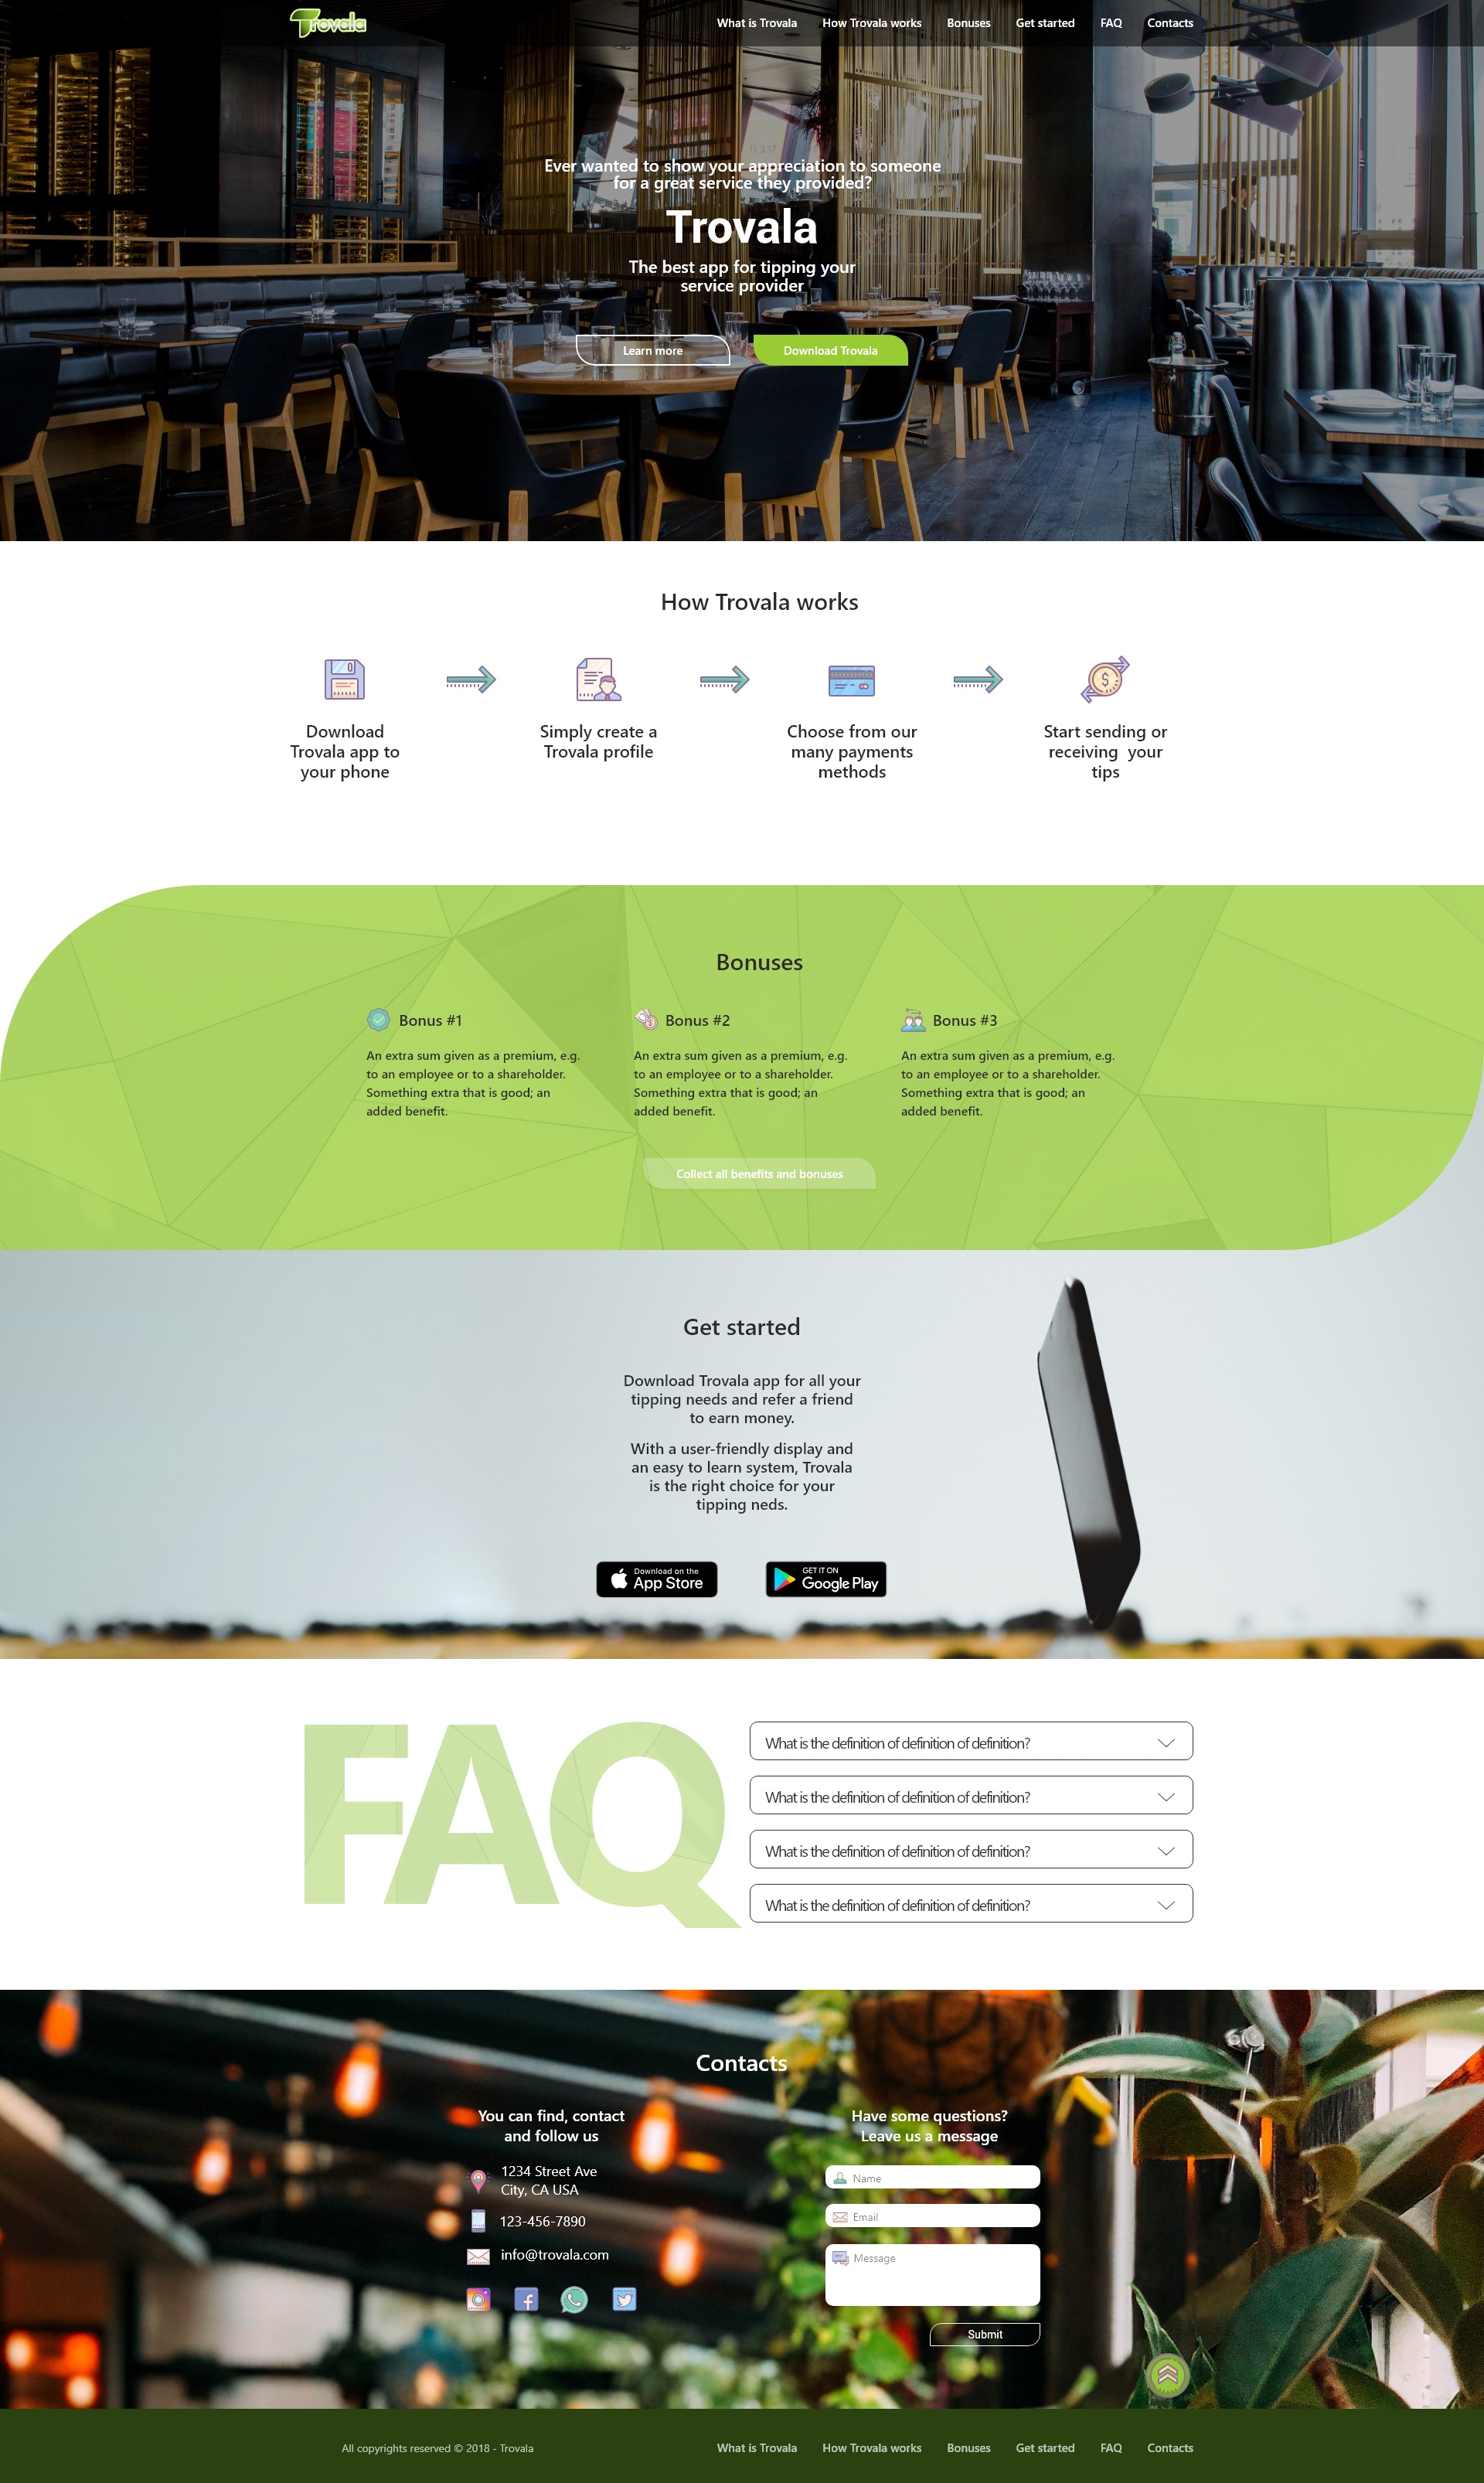 Trovala
What is Trovala
How Trovala works
Bonuses
Get started
FAQ
Contacts
Ever wanted to show your appreciation to someone
for a great service they provided?
Trovala
The best app for tipping your
service provider
Learn more
Download Trovala
How Trovala works
Download
Trovala app to
your phone
Simply create a
Trovala profile
Choose from our
many payments
methods
Start sending or
receiving your
tips
Bonuses
Bonus #1
An extra sum given as a premium, e.g.
to an employee or to a shareholder.
Something extra that is good; an
added benefit.
Bonus #2
An extra sum given as a premium, e.g.
to an employee or to a shareholder.
Something extra that is good; an
added benefit.
Bonus #3
An extra sum given as a premium, e.g.
to an employee or to a shareholder.
Something extra that is good; an
added benefit.
Collect all benefits and bonuses
Get started
Download Trovala app for all your
tipping needs and refer a friend
to earn money.
With a user-friendly display and
an easy to learn system, Trovala
is the right choice for your
tipping neds.
Download on the
App Store
GET IT ON
Google Play
FAQ
What is the definition of definition of definition?
What is the definition of definition of definition?
What is the definition of definition of definition?
What is the definition of definition of definition?
Contacts
You can find, contact
and follow us
1234 Street Ave
City, CA USA
123-456-7890
info@trovala.com
Have some questions?
Leave us a message
Name
Email
Message
Submit
All copyrights reserved © 2018 - Trovala
What is Trovala
How Trovala works
Bonuses
Get started
FAQ
Contacts